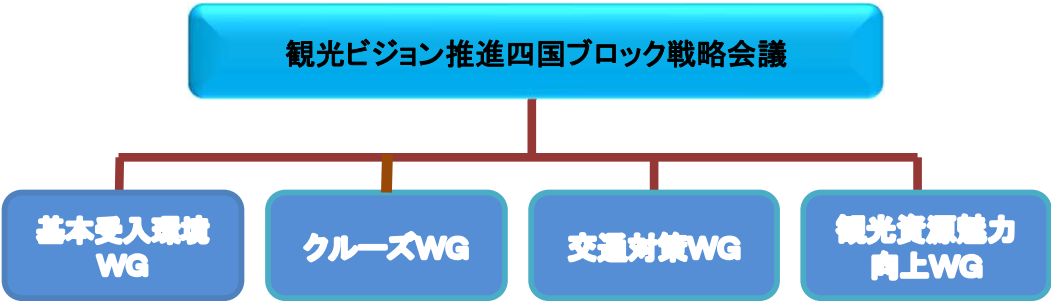 観光ビジョン推進四国ブロック戦略会議
基本受入環境
WG
クルーズWG
交通対策WG
観光資源魅力
向上WG